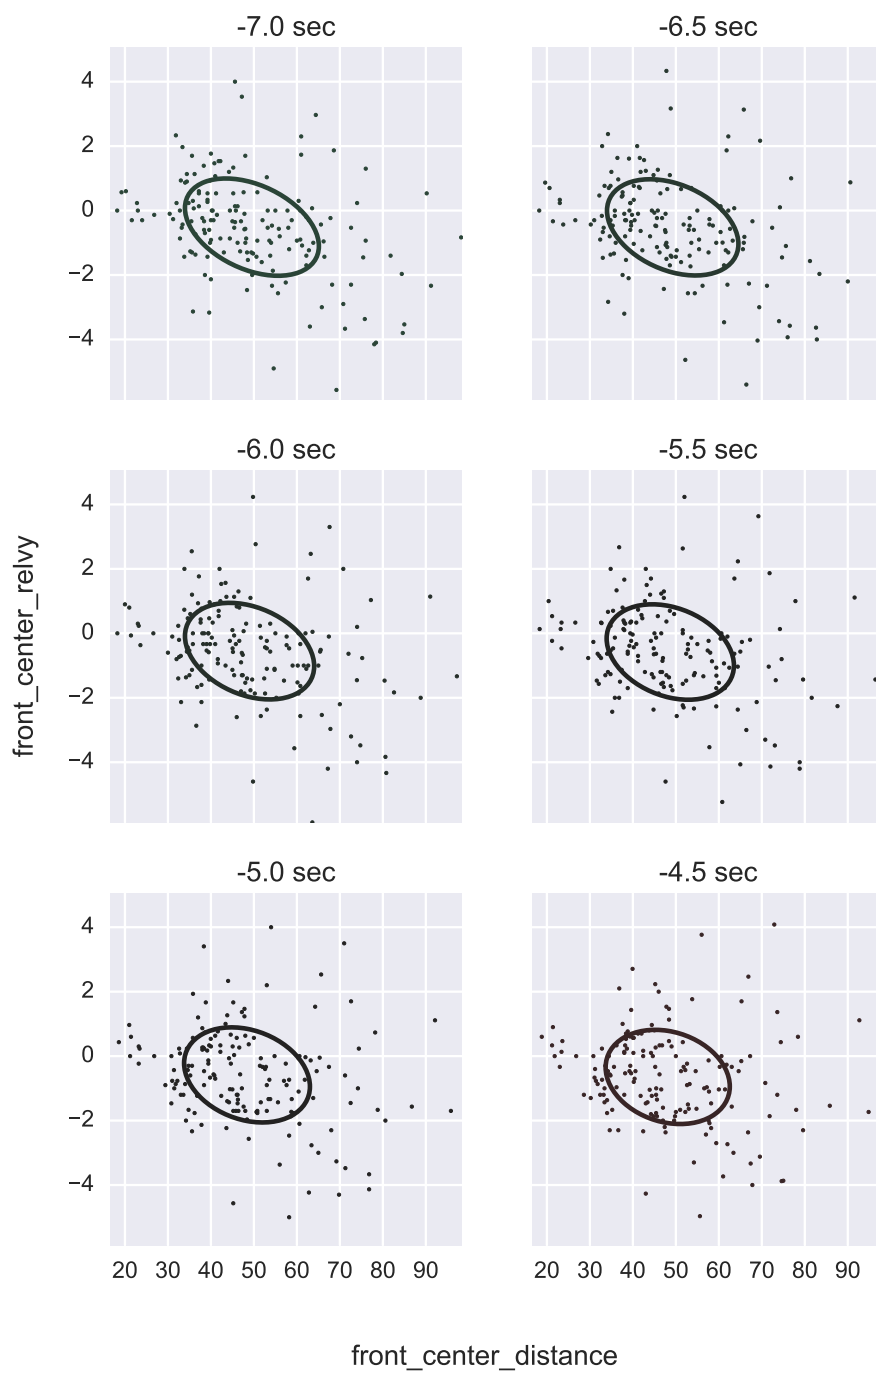 -7.0 sec
-6.5 sec
4
2
0
−2
−4
-6.0 sec
-5.5 sec
4
2
0
−2
−4
front_center_relvy
-5.0 sec
-4.5 sec
4
2
0
−2
−4
20 30 40 50 60 70 80 90
20 30 40 50 60 70 80 90
front_center_distance